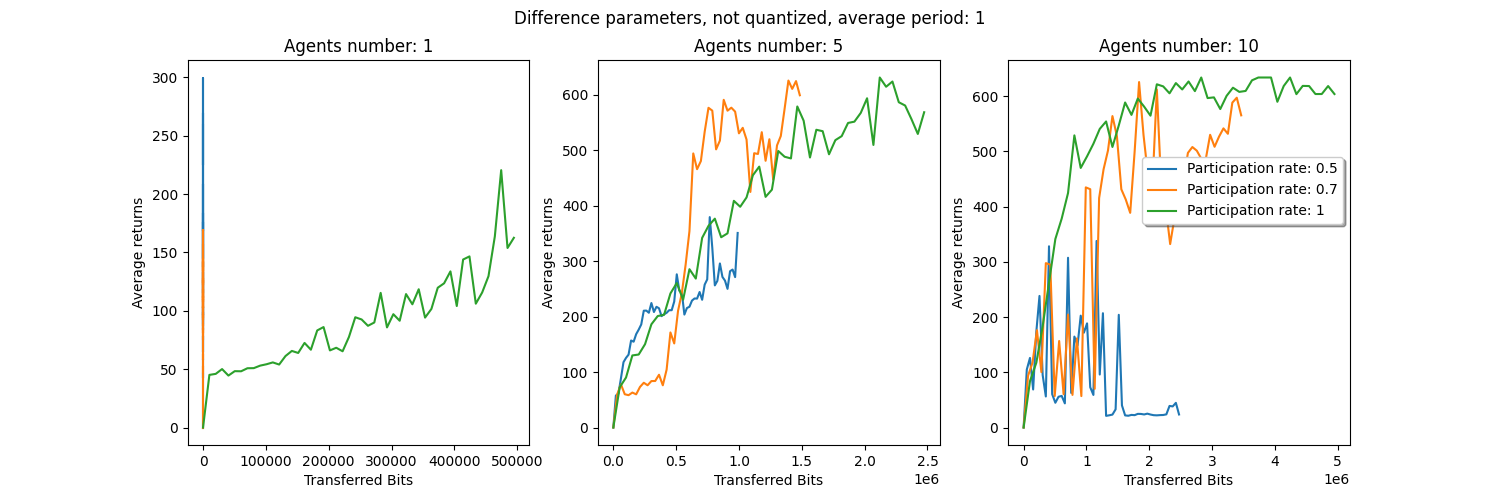 Difference parameters, not quantized, average period: 1
Agents number: 1
Average returns
300
250
200
150
100
50
0
0 100000 200000 300000 400000 500000
Transferred Bits
Agents number: 5
Average returns
600
500
400
300
200
100
0
0.0 0.5 1.0 1.5 2.0 2.5
1e6
Transferred Bits
Agents number: 10
Average returns
600
500
400
300
200
100
0
Participation rate: 0.5
Participation rate: 0.7
Participation rate: 1
0 1 2 3 4 5
1e6
Transferred Bits